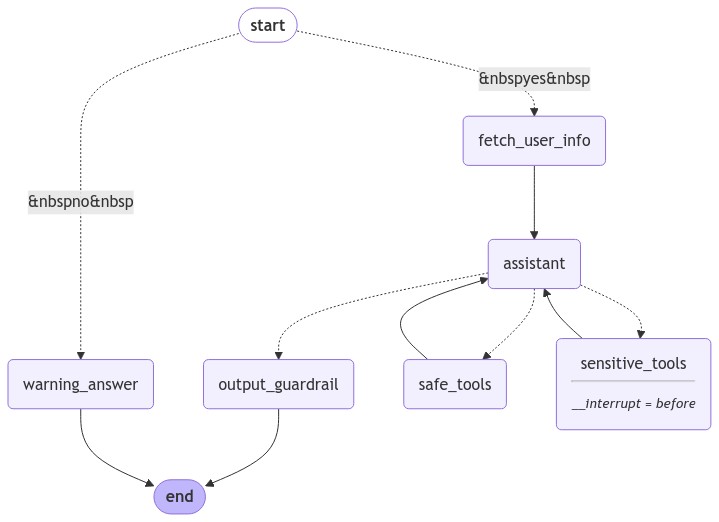 start
&nbspyes&nbsp
fetch_user_info
&nbspno&nbsp
assistant
warning_answer
output_guardrail
safe_tools
sensitive_tools
__interrupt = before
end